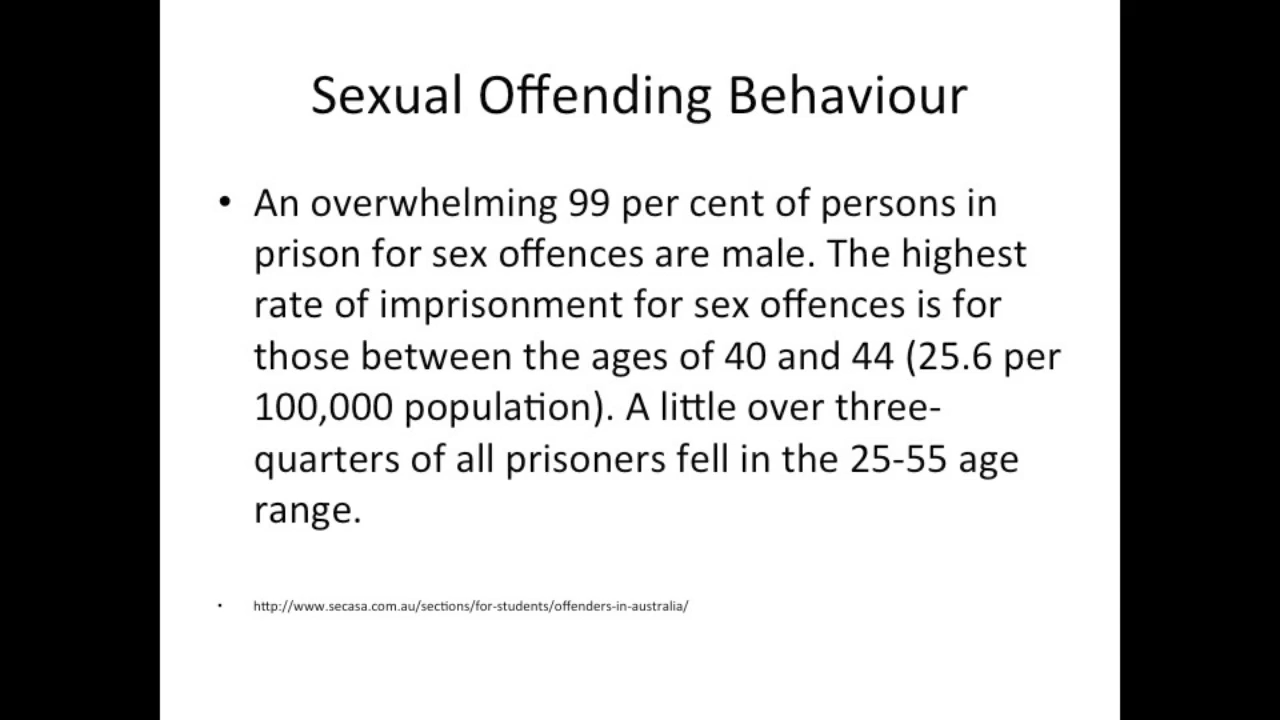 Sexual Offending Behaviour
• An overwhelming 99 per cent of persons in
prison for sex offences are male. The highest
rate of imprisonment for sex offences is for
those between the ages of 40 and 44 (25.6 per
100,000 population). A little over three-
quarters of all prisoners fell in the 25-55 age
range.
• http://www.secasa.com.au/sections/for-students/offenders-in-australia/